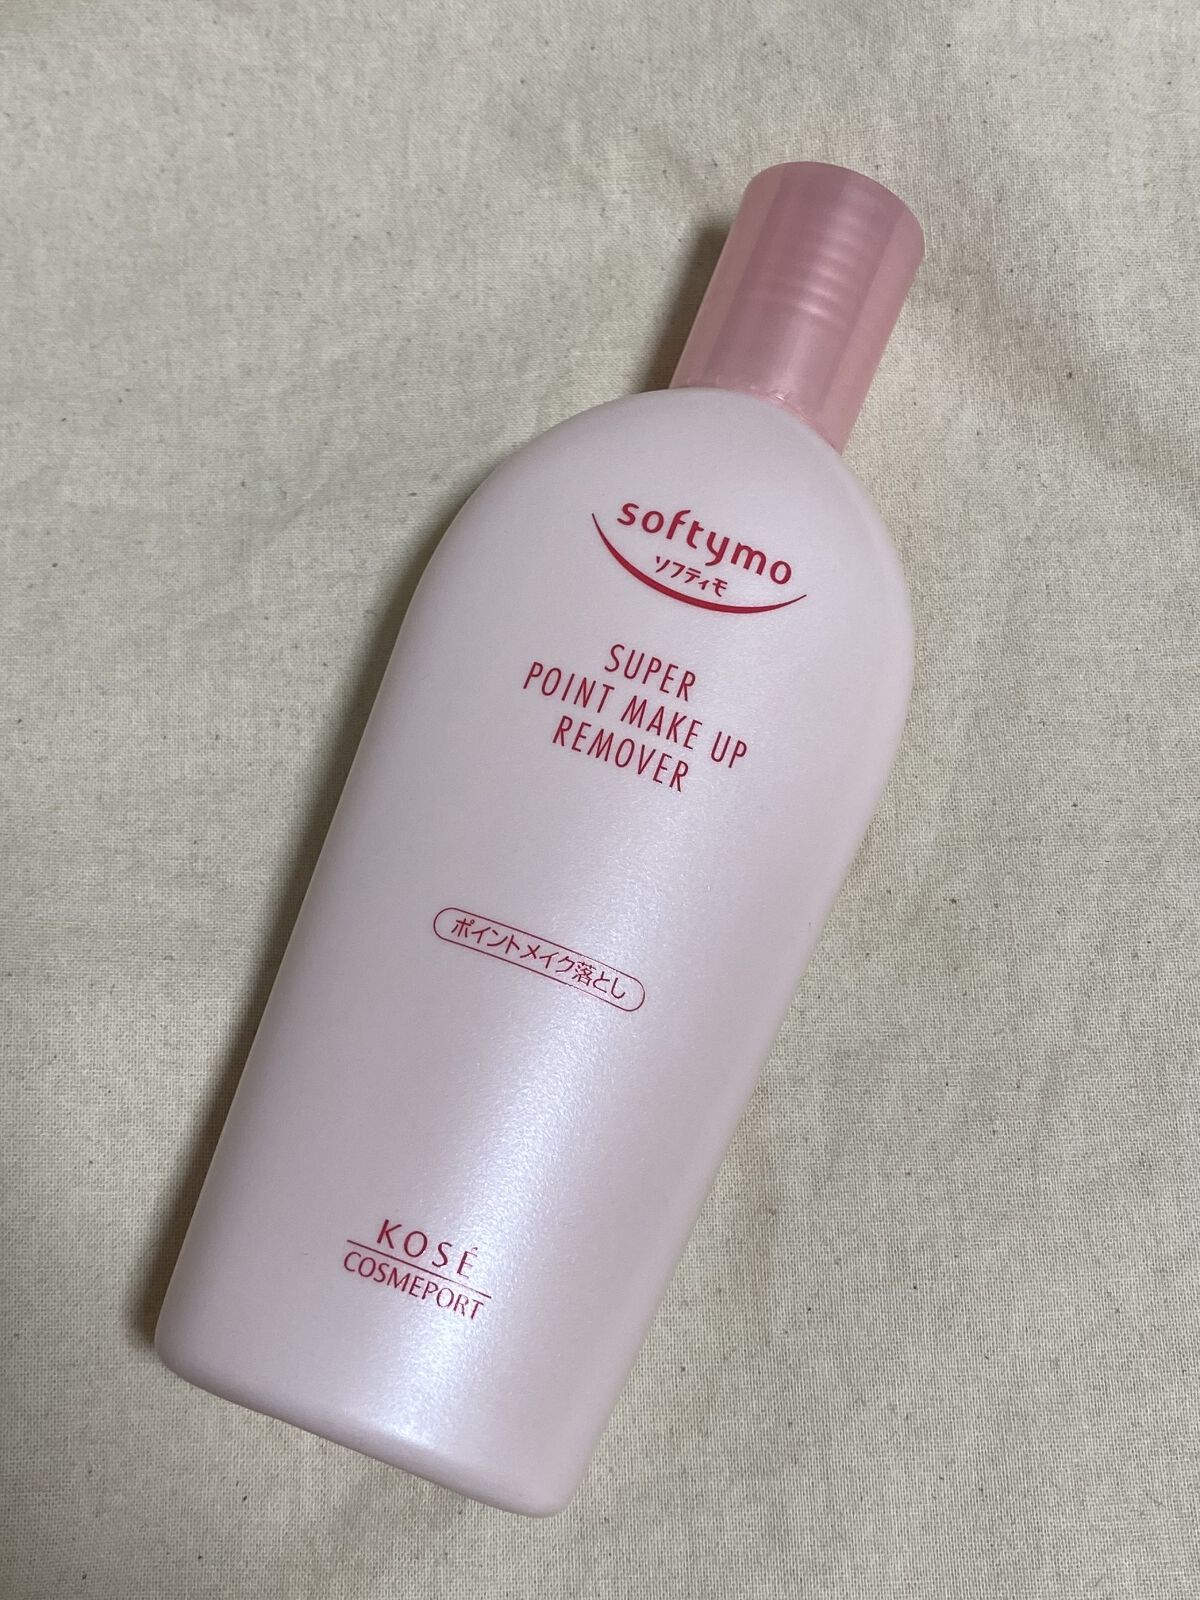 softymo
ソフティモ
SUPER
POINT MAKE UP
REMOVER
ポイントメイク落とし
KOSÉ
COSMEPORT